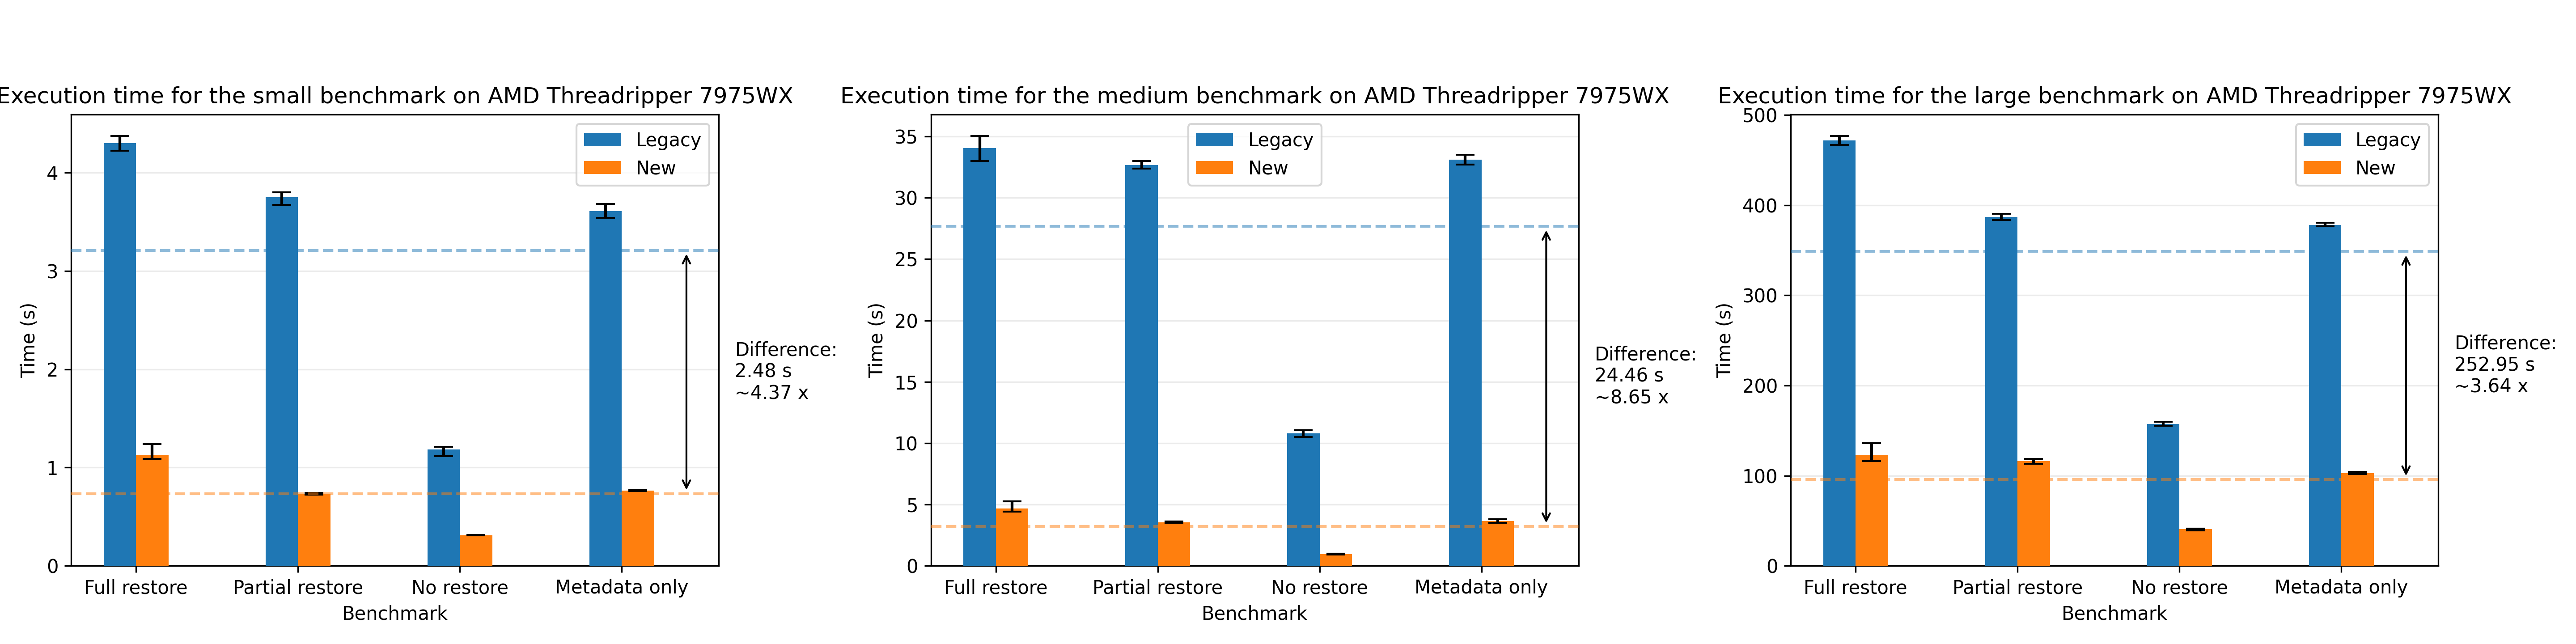 Execution time for the small benchmark on AMD Threadripper 7975WX
Time (s)
4
3
2
1
0
Legacy
New
Difference:
2.48 s
~4.37 x
Full restore
Partial restore
No restore
Metadata only
Benchmark
Execution time for the medium benchmark on AMD Threadripper 7975WX
Time (s)
35
30
25
20
15
10
5
0
Legacy
New
Difference:
24.46 s
~8.65 x
Full restore
Partial restore
No restore
Metadata only
Benchmark
Execution time for the large benchmark on AMD Threadripper 7975WX
Time (s)
500
400
300
200
100
0
Legacy
New
Difference:
252.95 s
~3.64 x
Full restore
Partial restore
No restore
Metadata only
Benchmark